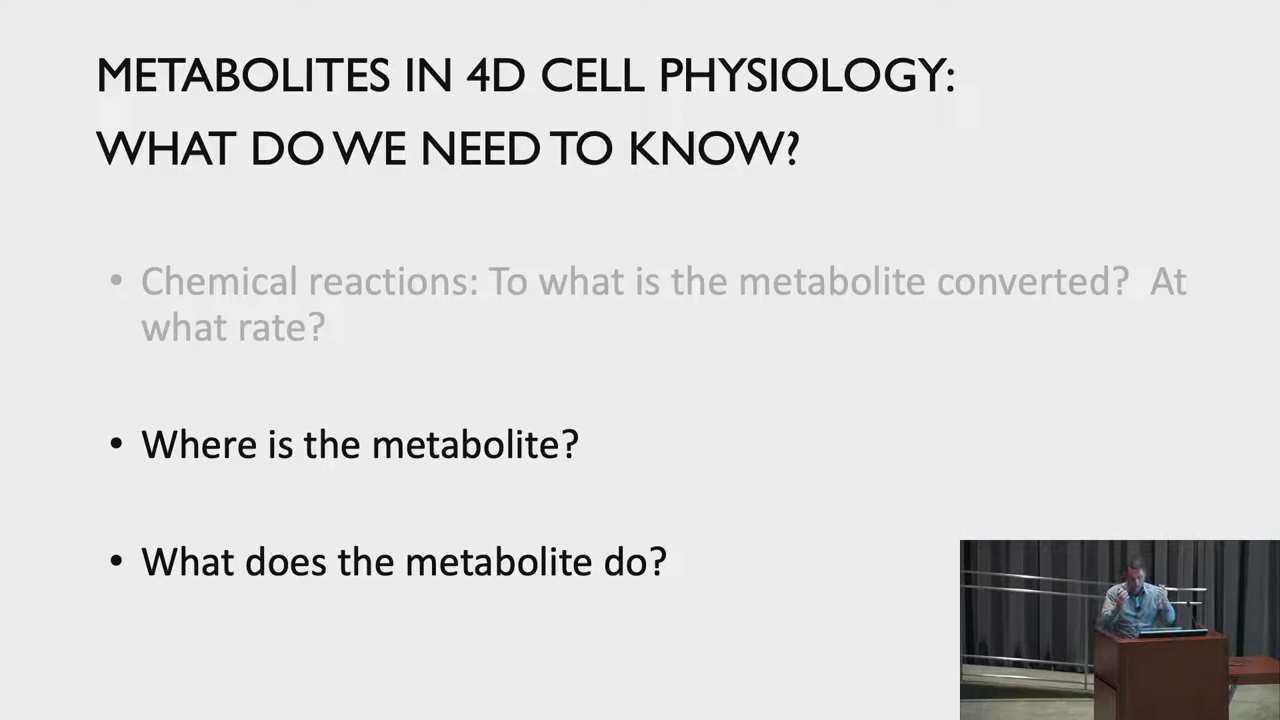 METABOLITES IN 4D CELL PHYSIOLOGY:
WHAT DO WE NEED TO KNOW?
• Chemical reactions: To what is the metabolite converted? At
what rate?
• Where is the metabolite?
• What does the metabolite do?